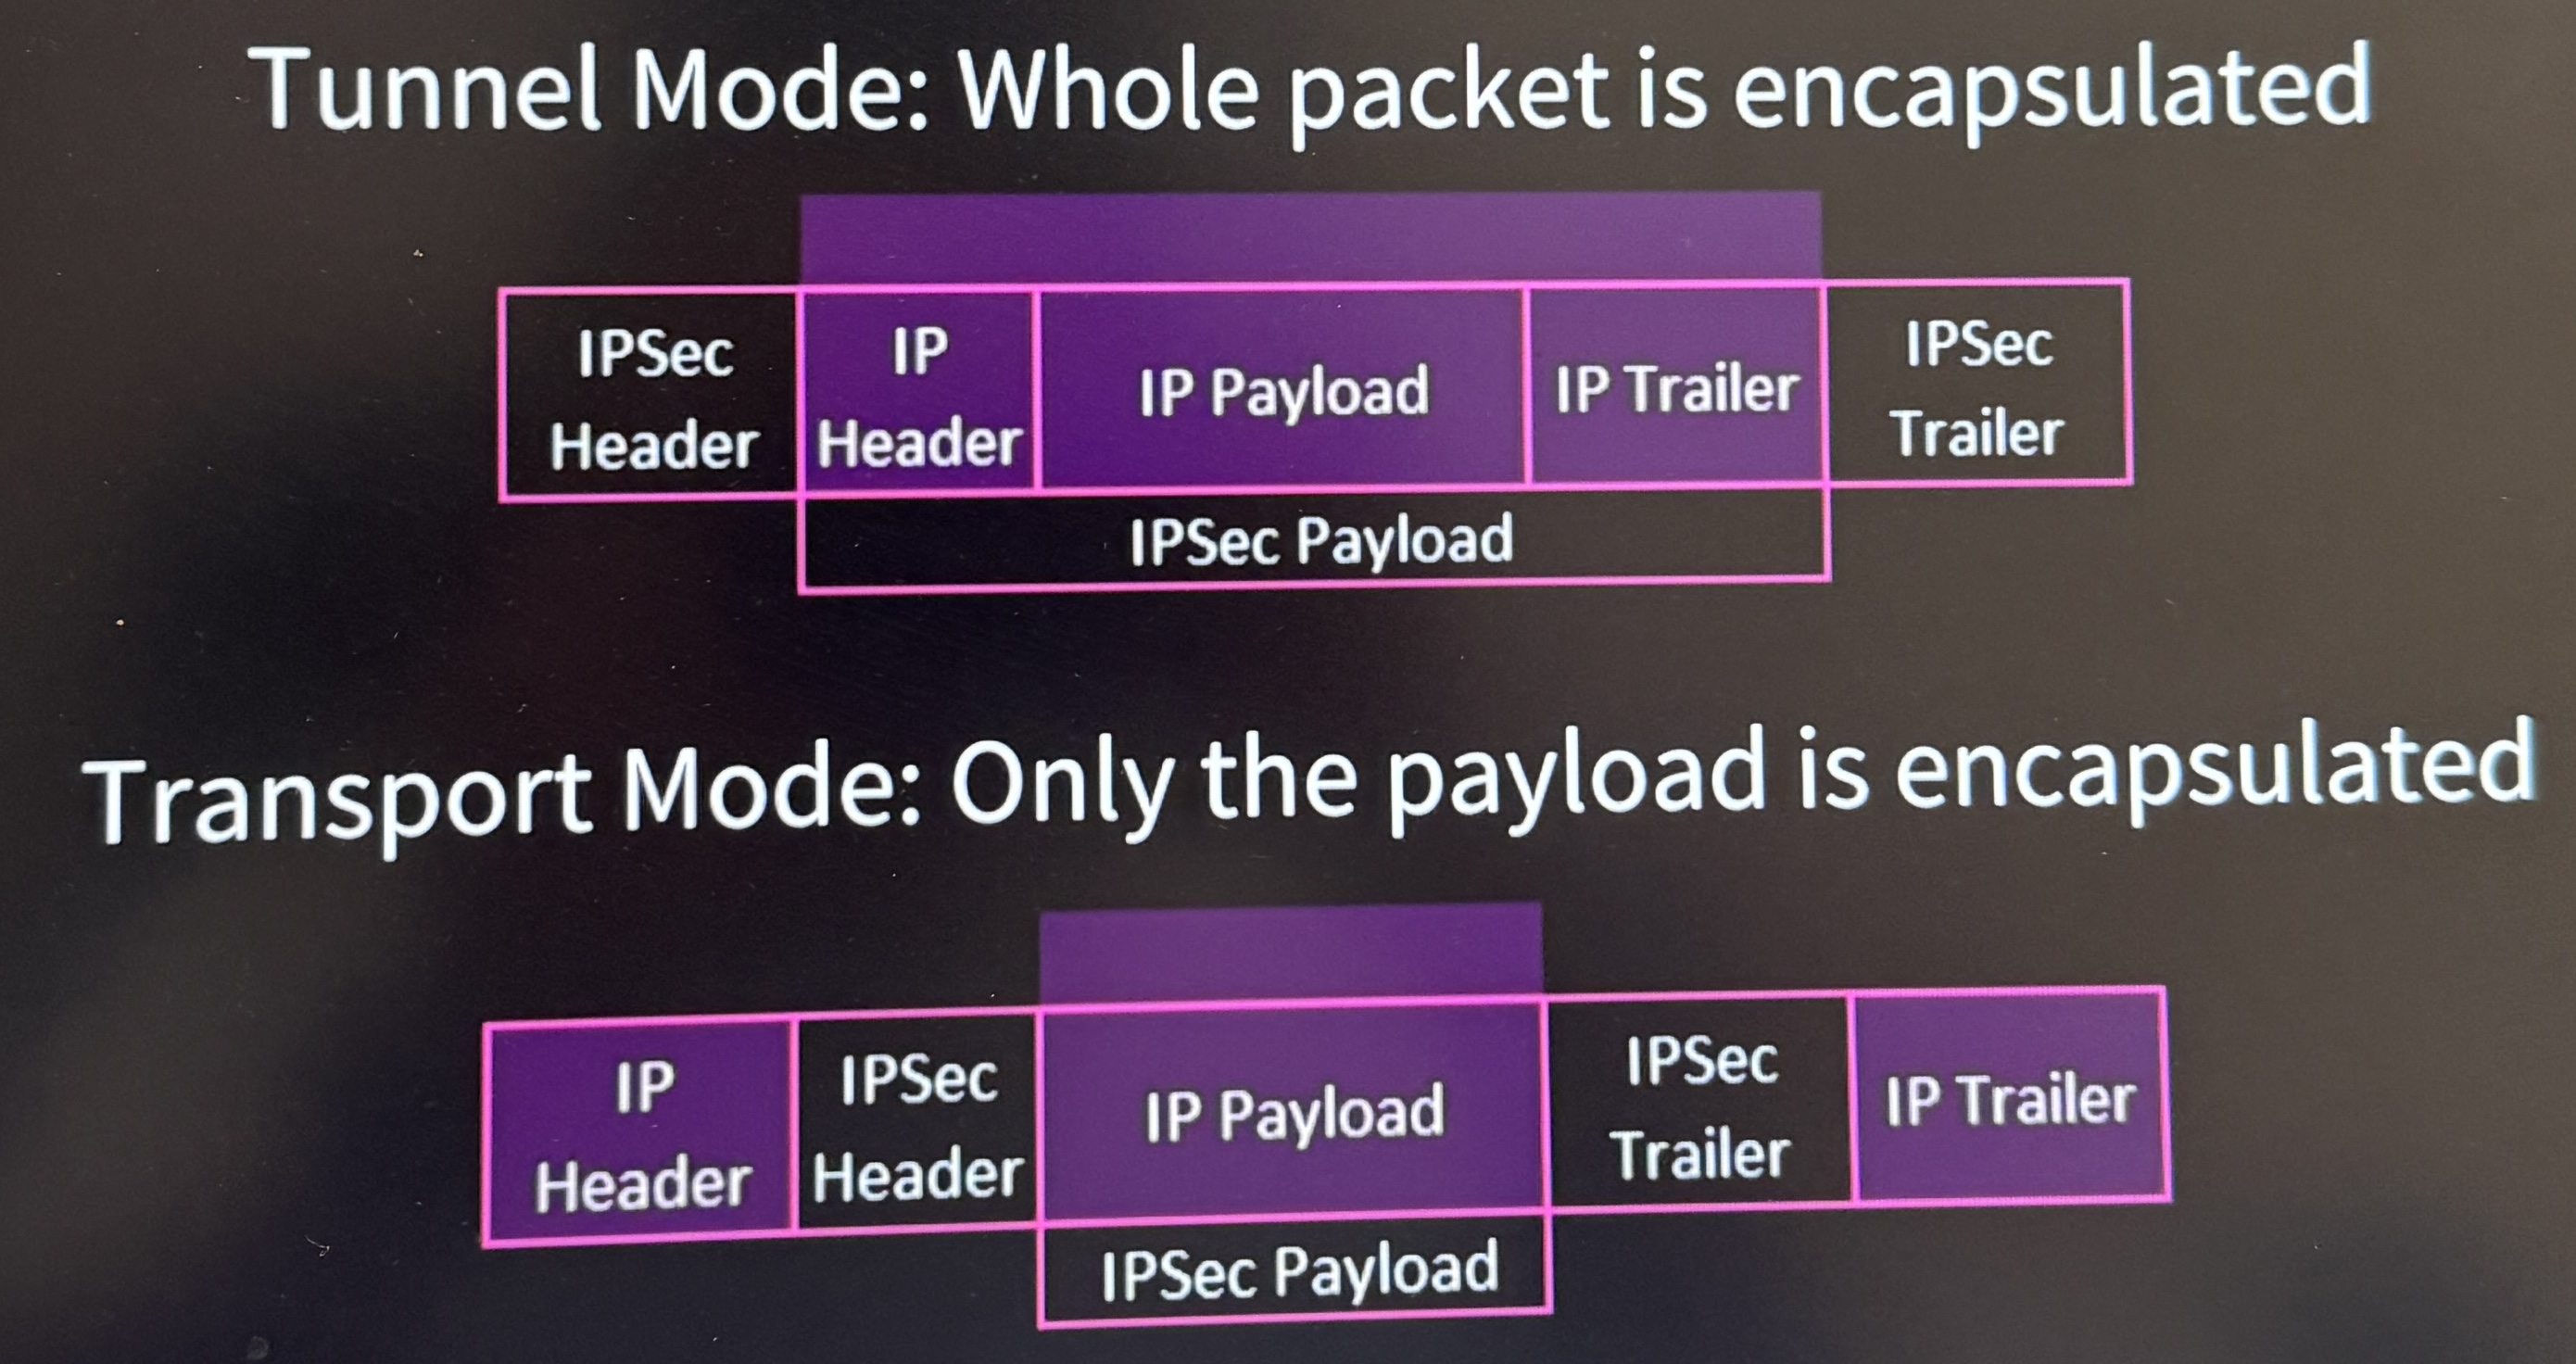 Tunnel Mode: Whole packet is encapsulated
IPSec
Header
IP
Header
IP Payload
IP Trailer
IPSec
Trailer
IPSec Payload
Transport Mode: Only the payload is encapsulated
IP
Header
IPSec
Header
IP Payload
IPSec
Trailer
IP Trailer
IPSec Payload